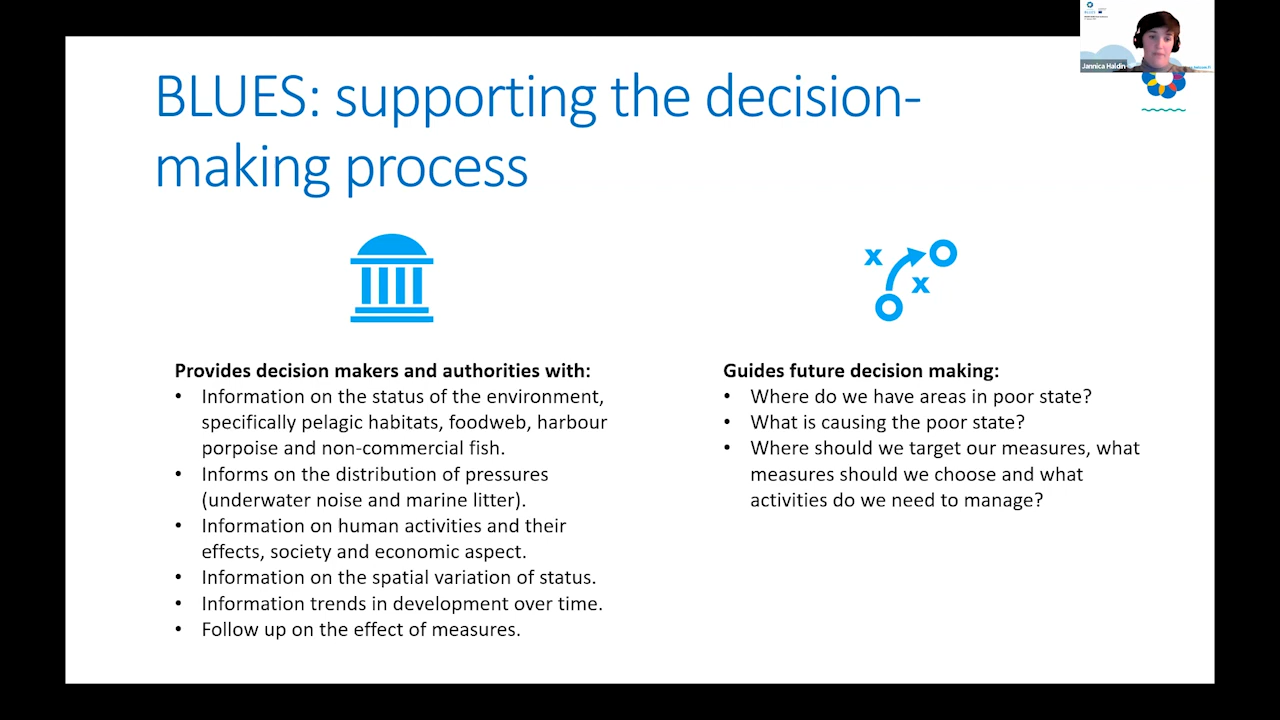 BLUES: supporting the decision-
making process
Jannica Haldin
x
x
Provides decision makers and authorities with:
• Information on the status of the environment,
specifically pelagic habitats, foodweb, harbour
porpoise and non-commercial fish.
• Informs on the distribution of pressures
(underwater noise and marine litter).
• Information on human activities and their
effects, society and economic aspect.
• Information on the spatial variation of status.
• Information trends in development over time.
• Follow up on the effect of measures.
Guides future decision making:
• Where do we have areas in poor state?
• What is causing the poor state?
• Where should we target our measures, what
measures should we choose and what
activities do we need to manage?